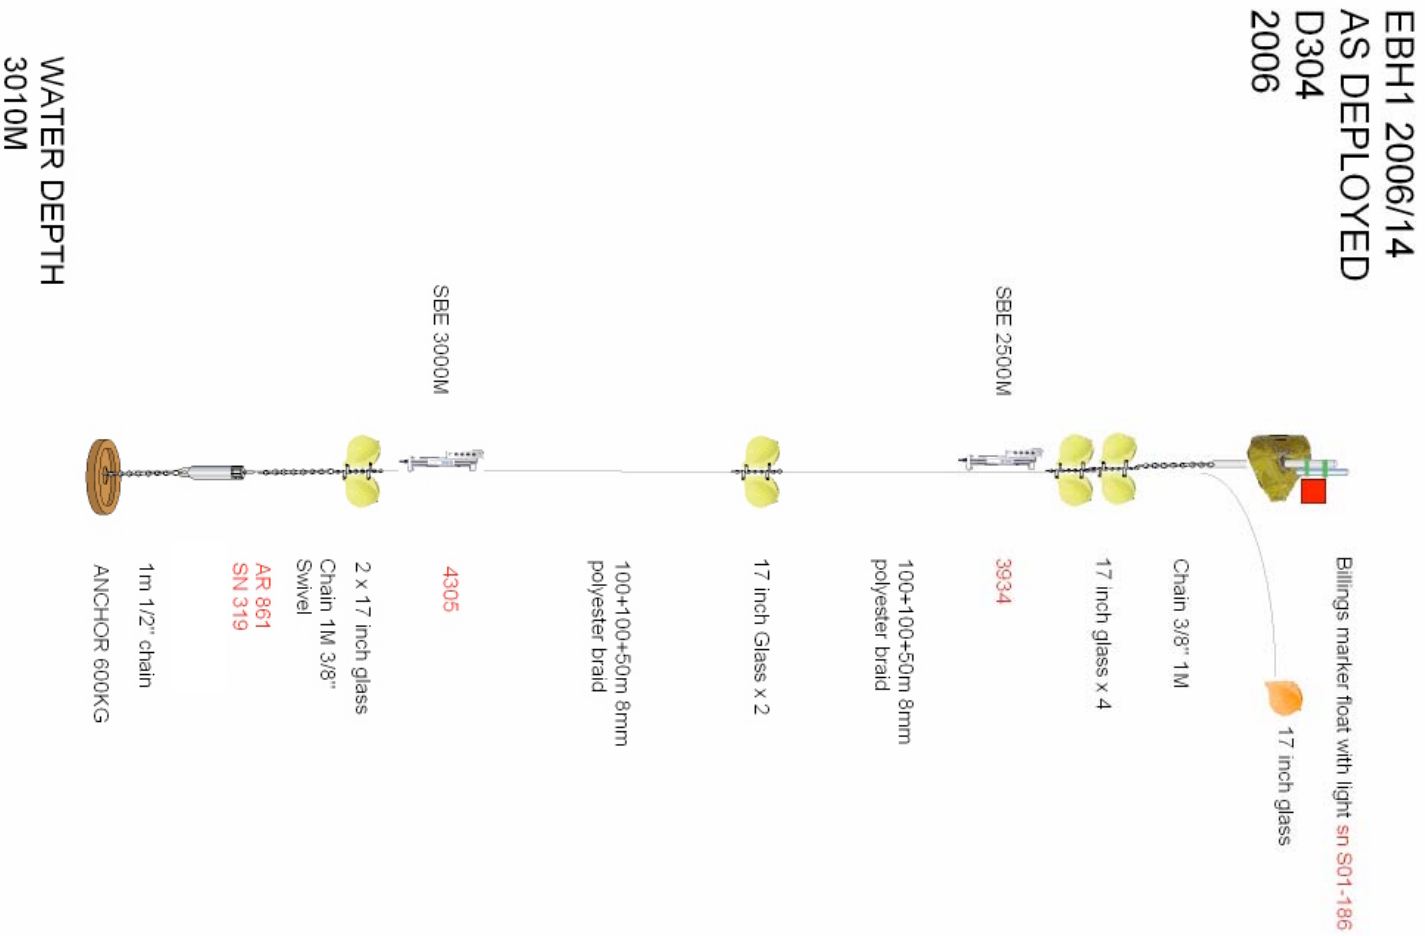 EBH1 2006/14
AS DEPLOYED
D304
2006
Billings marker float with light sn S01-186
17 inch glass
Chain 3/8" 1M
17 inch glass x 4
SBE 2500M
3934
100+100+50m 8mm
polyester braid
17 inch Glass x 2
100+100+50m 8mm
polyester braid
SBE 3000M
4305
2 x 17 inch glass
Chain 1M 3/8"
Swivel
AR 861
SN 319
1m 1/2" chain
ANCHOR 600KG
WATER DEPTH
3010M